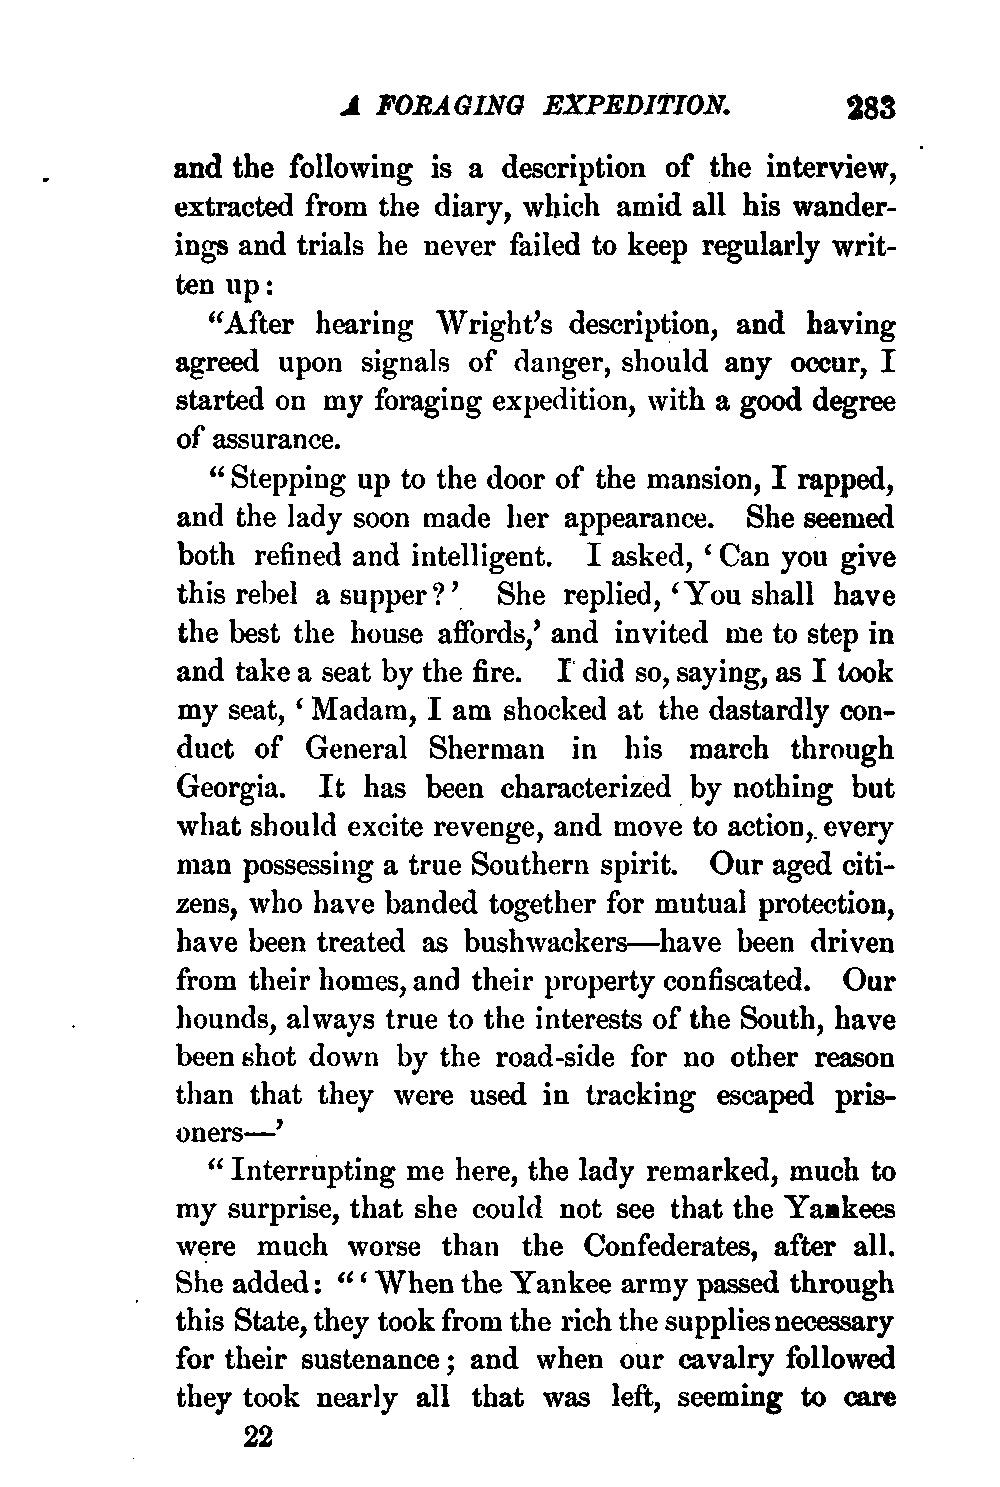 A FORAGING EXPEDITION. 283
and the following is a description of the interview,
extracted from the diary, which amid all his wander-
ings and trials he never failed to keep regularly writ-
ten up:
"After hearing Wright's description, and having
agreed upon signals of danger, should any occur, I
started on my foraging expedition, with a good degree
of assurance.
"Stepping up to the door of the mansion, I rapped,
and the lady soon made her appearance. She seemed
both refined and intelligent. I asked, 'Can you give
this rebel a supper?' She replied, 'You shall have
the best the house affords,' and invited me to step in
and take a seat by the fire. I did so, saying, as I took
my seat, 'Madam, I am shocked at the dastardly con-
duct of General Sherman in his march through
Georgia. It has been characterized by nothing but
what should excite revenge, and move to action, every
man possessing a true Southern spirit. Our aged citi-
zens, who have banded together for mutual protection,
have been treated as bushwackers—have been driven
from their homes, and their property confiscated. Our
hounds, always true to the interests of the South, have
been shot down by the road-side for no other reason
than that they were used in tracking escaped pris-
oners—'
"Interrupting me here, the lady remarked, much to
my surprise, that she could not see that the Yankees
were much worse than the Confederates, after all.
She added: "'When the Yankee army passed through
this State, they took from the rich the supplies necessary
for their sustenance; and when our cavalry followed
they took nearly all that was left, seeming to care
22